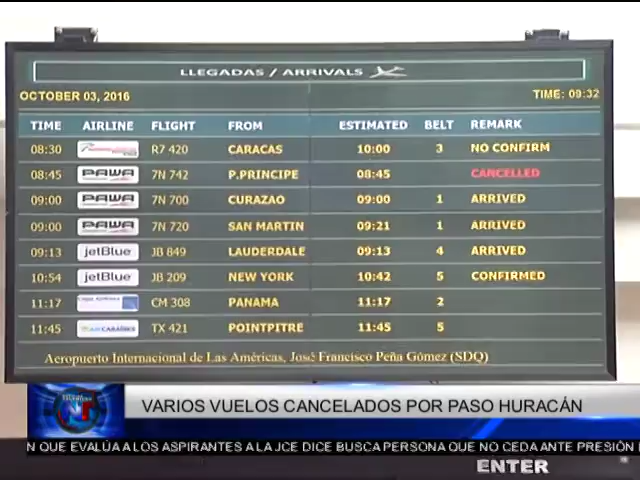 LLEGADAS / ARRIVALS
OCTOBER 03, 2016 TIME: 09:32
TIME AIRLINE FLIGHT FROM ESTIMATED BELT REMARK
08:30 R7 420 CARACAS 10:00 3 NO CONFIRM
08:45 PAWA 7N 742 P.PRINCIPE 08:45 CANCELLED
09:00 PAWA 7N 700 CURAZAO 09:00 1 ARRIVED
09:00 PAWA 7N 720 SAN MARTIN 09:21 1 ARRIVED
09:13 jetBlue JB 849 LAUDERDALE 09:13 4 ARRIVED
10:54 jetBlue JB 209 NEW YORK 10:42 5 CONFIRMED
11:17 CM 308 PANAMA 11:17 2
11:45 AIR CARAIBES TX 421 POINTPITRE 11:45 5
Aeropuerto Internacional de Las Américas, José Francisco Peña Gómez (SDQ)
NT VARIOS VUELOS CANCELADOS POR PASO HURACÁN
N QUE EVALÚA A LOS ASPIRANTES A LA JCE DICE BUSCA PERSONA QUE NO CEDA ANTE PRESIÓN
ENTER